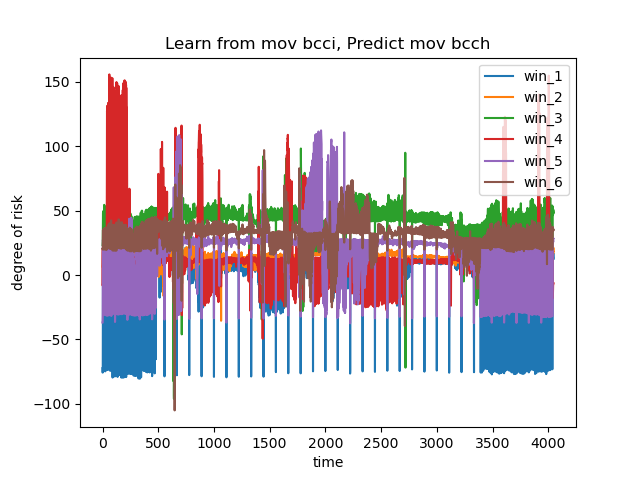 Learn from mov bcci, Predict mov bcch
win_1
win_2
win_3
win_4
win_5
win_6
degree of risk
150
100
50
0
−50
−100
0 500 1000 1500 2000 2500 3000 3500 4000
time